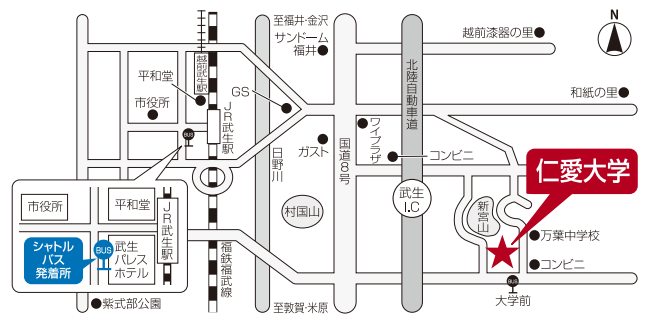 至福井・金沢
サンドーム
福井
越前漆器の里
N
越前武生駅
平和堂
市役所
GS
JR武生駅
BUS
北陸自動車道
和紙の里
ワイプラザ
ガスト
国道8号
コンビニ
日野川
仁愛大学
武生
I.C
村国山
新宮山
市役所
平和堂
JR武生駅
シャトル
バス
発着所
BUS
武生
パレス
ホテル
福鉄福武線
万葉中学校
コンビニ
BUS
大学前
紫式部公園
至敦賀・米原